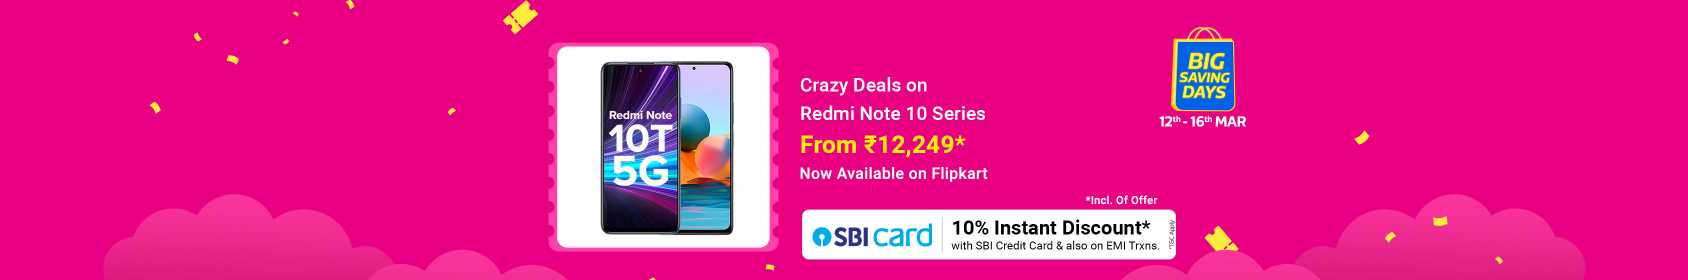 Redmi Note
10T
5G
Crazy Deals on
Redmi Note 10 Series
From ₹12,249*
Now Available on Flipkart
*Incl. Of Offer
SBI card
10% Instant Discount*
with SBI Credit Card & also on EMI Trxns.
*T&C Apply
BIG
SAVING
DAYS
12th - 16th MAR